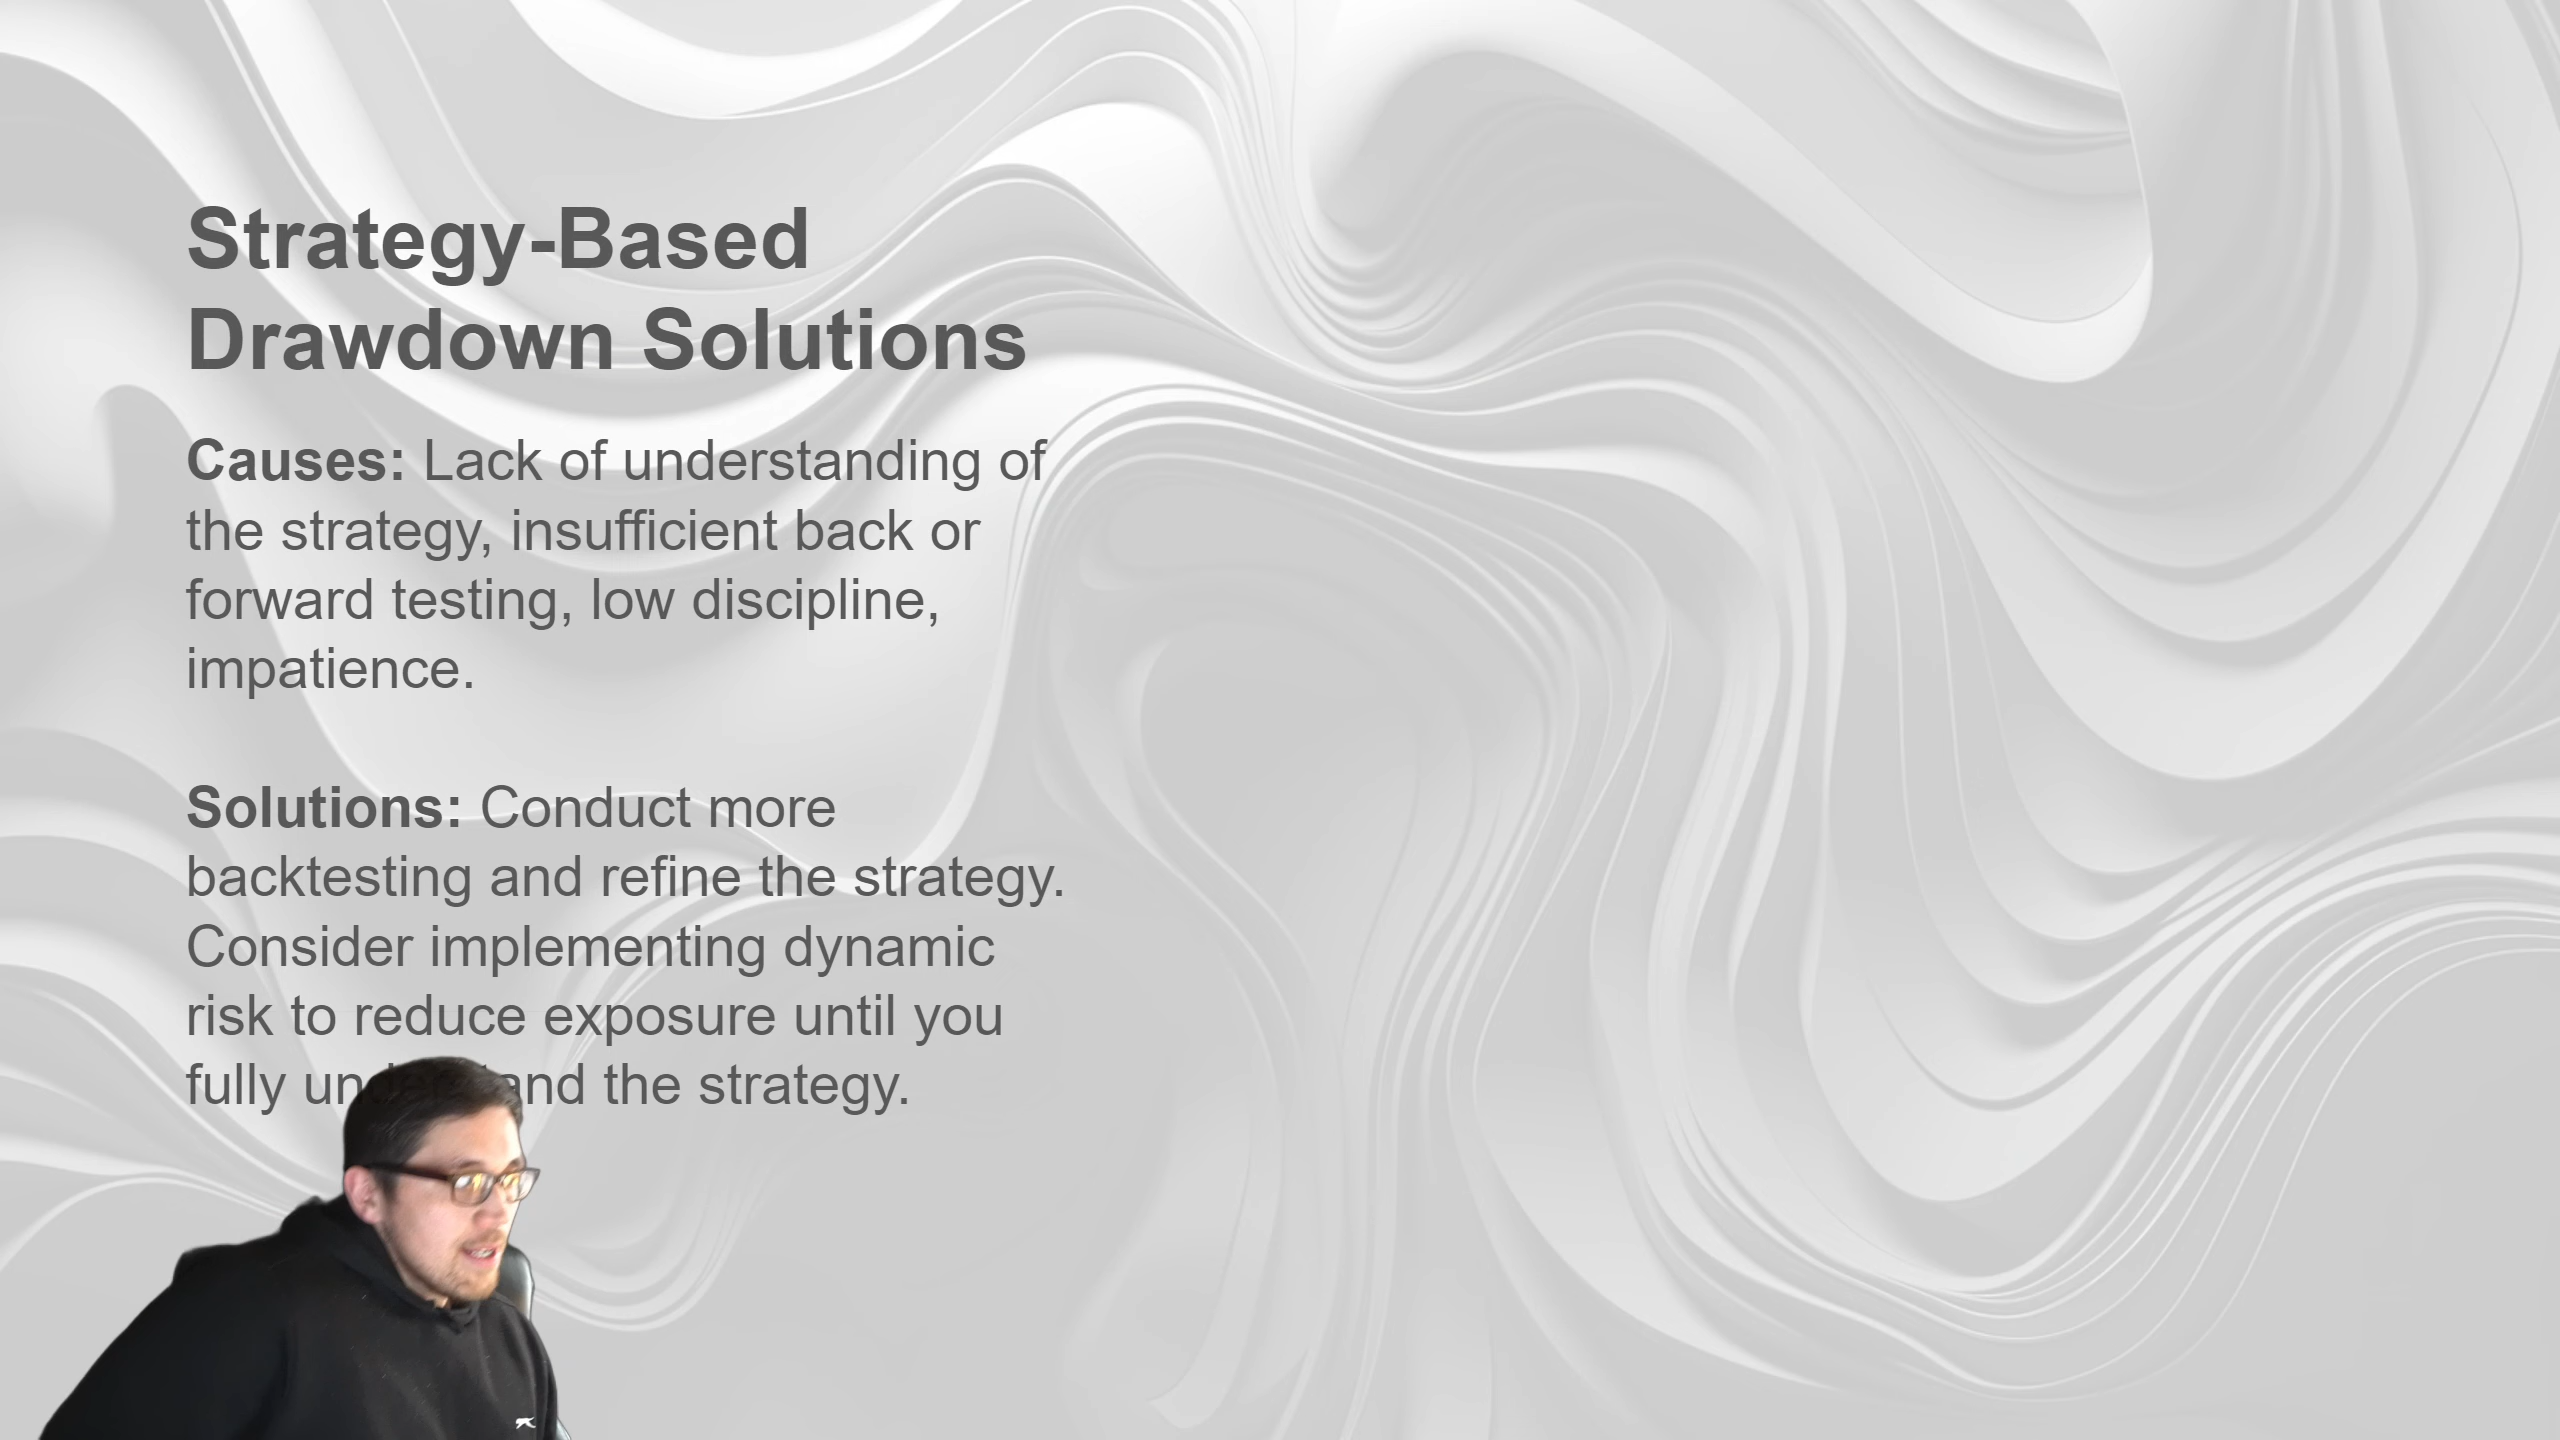 Strategy-Based
Drawdown Solutions
Causes: Lack of understanding of
the strategy, insufficient back or
forward testing, low discipline,
impatience.
Solutions: Conduct more
backtesting and refine the strategy.
Consider implementing dynamic
risk to reduce exposure until you
fully understand the strategy.